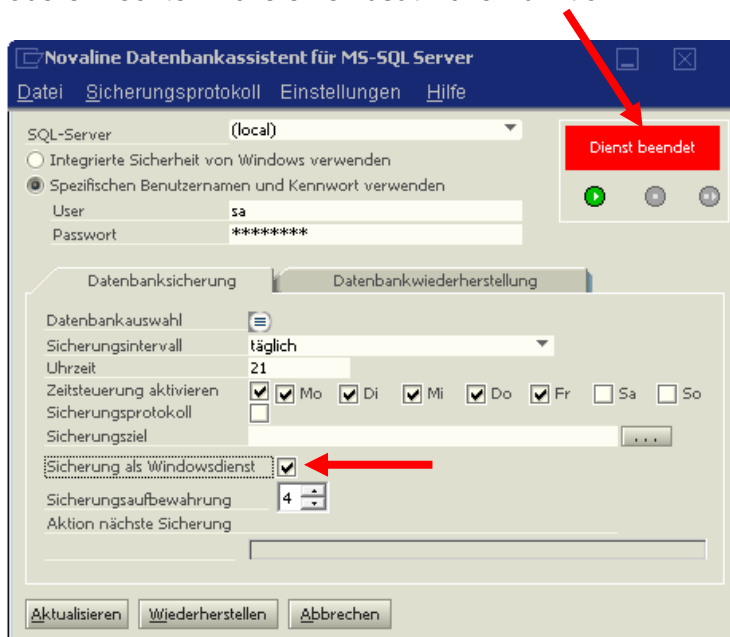 Novaline Datenbankassistent für MS-SQL Server
Datei Sicherungsprotokoll Einstellungen Hilfe
SQL-Server (local)
Dienst beendet
Integrierte Sicherheit von Windows verwenden
Spezifischen Benutzernamen und Kennwort verwenden
User sa
Passwort ********
Datenbanksicherung Datenbankwiederherstellung
Datenbankauswahl
Sicherungsintervall täglich
Uhrzeit 21
Zeitsteuerung aktivieren Mo Di Mi Do Fr Sa So
Sicherungsprotokoll
Sicherungsziel ...
Sicherung als Windowsdienst
Sicherungsaufbewahrung 4
Aktion nächste Sicherung
Aktualisieren Wiederherstellen Abbrechen